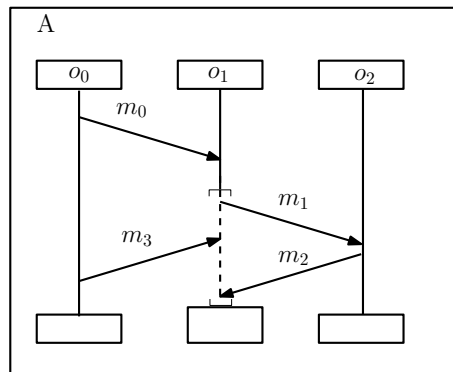 A
o₀ o₁ o₂
m₀
m₁
m₃
m₂